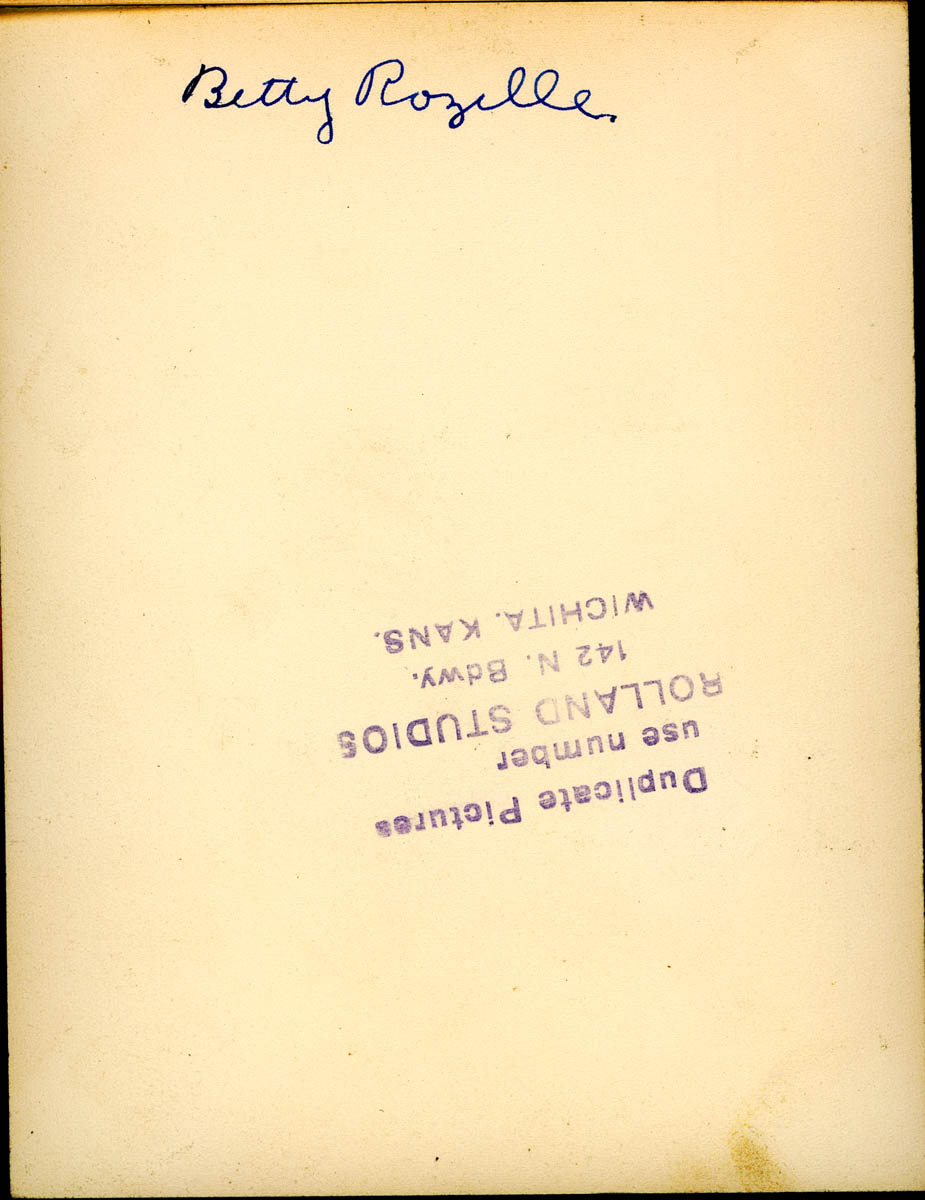 Betty Rozelle.
Duplicate Pictures
use number
ROLLAND STUDIOS
142 N. Bdwy.
WICHITA, KANS.